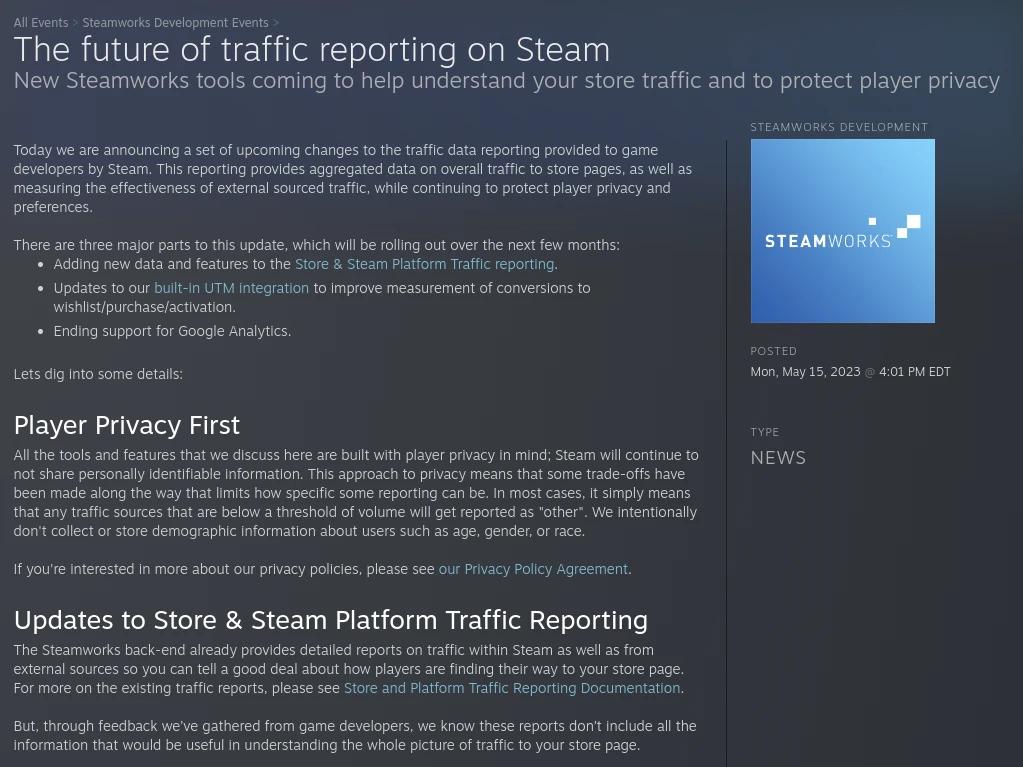 All Events > Steamworks Development Events >
The future of traffic reporting on Steam
New Steamworks tools coming to help understand your store traffic and to protect player privacy
Today we are announcing a set of upcoming changes to the traffic data reporting provided to game
developers by Steam. This reporting provides aggregated data on overall traffic to store pages, as well as
measuring the effectiveness of external sourced traffic, while continuing to protect player privacy and
preferences.
There are three major parts to this update, which will be rolling out over the next few months:
• Adding new data and features to the Store & Steam Platform Traffic reporting.
• Updates to our built-in UTM integration to improve measurement of conversions to
wishlist/purchase/activation.
• Ending support for Google Analytics.
Lets dig into some details:
Player Privacy First
All the tools and features that we discuss here are built with player privacy in mind; Steam will continue to
not share personally identifiable information. This approach to privacy means that some trade-offs have
been made along the way that limits how specific some reporting can be. In most cases, it simply means
that any traffic sources that are below a threshold of volume will get reported as "other". We intentionally
don't collect or store demographic information about users such as age, gender, or race.
If you're interested in more about our privacy policies, please see our Privacy Policy Agreement.
Updates to Store & Steam Platform Traffic Reporting
The Steamworks back-end already provides detailed reports on traffic within Steam as well as from
external sources so you can tell a good deal about how players are finding their way to your store page.
For more on the existing traffic reports, please see Store and Platform Traffic Reporting Documentation.
But, through feedback we've gathered from game developers, we know these reports don't include all the
information that would be useful in understanding the whole picture of traffic to your store page.
STEAMWORKS DEVELOPMENT
STEAMWORKS
POSTED
Mon, May 15, 2023 @ 4:01 PM EDT
TYPE
NEWS